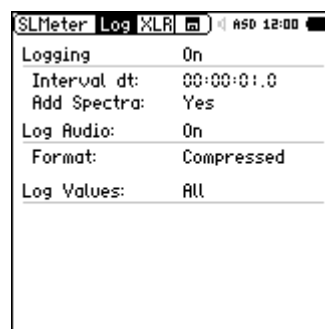 SLMeter Log XLR ASD 12:00
Logging On
Interval dt: 00:00:01.0
Add Spectra: Yes
Log Audio: On
Format: Compressed
Log Values: All